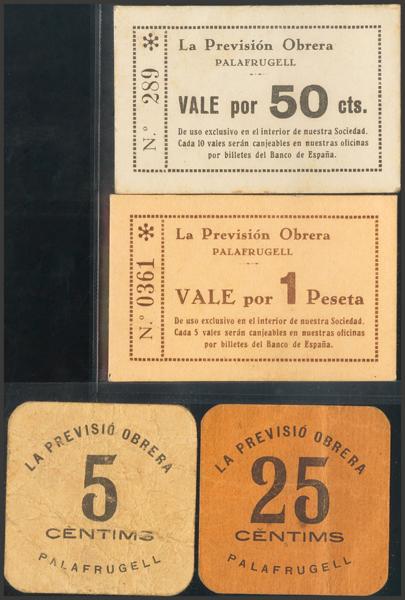 * N.º 289
La Previsión Obrera
PALAFRUGELL
VALE por 50 cts.
De uso exclusivo en el interior de nuestra Sociedad.
Cada 10 vales serán canjeables en nuestras oficinas
por billetes del Banco de España.
* N.º 0361
La Previsión Obrera
PALAFRUGELL
VALE por 1 Peseta
De uso exclusivo en el interior de nuestra Sociedad.
Cada 5 vales serán canjeables en nuestras oficinas
por billetes del Banco de España.
LA PREVISIÓ OBRERA
5
CÈNTIMS
PALAFRUGELL
LA PREVISIÓ OBRERA
25
CÈNTIMS
PALAFRUGELL